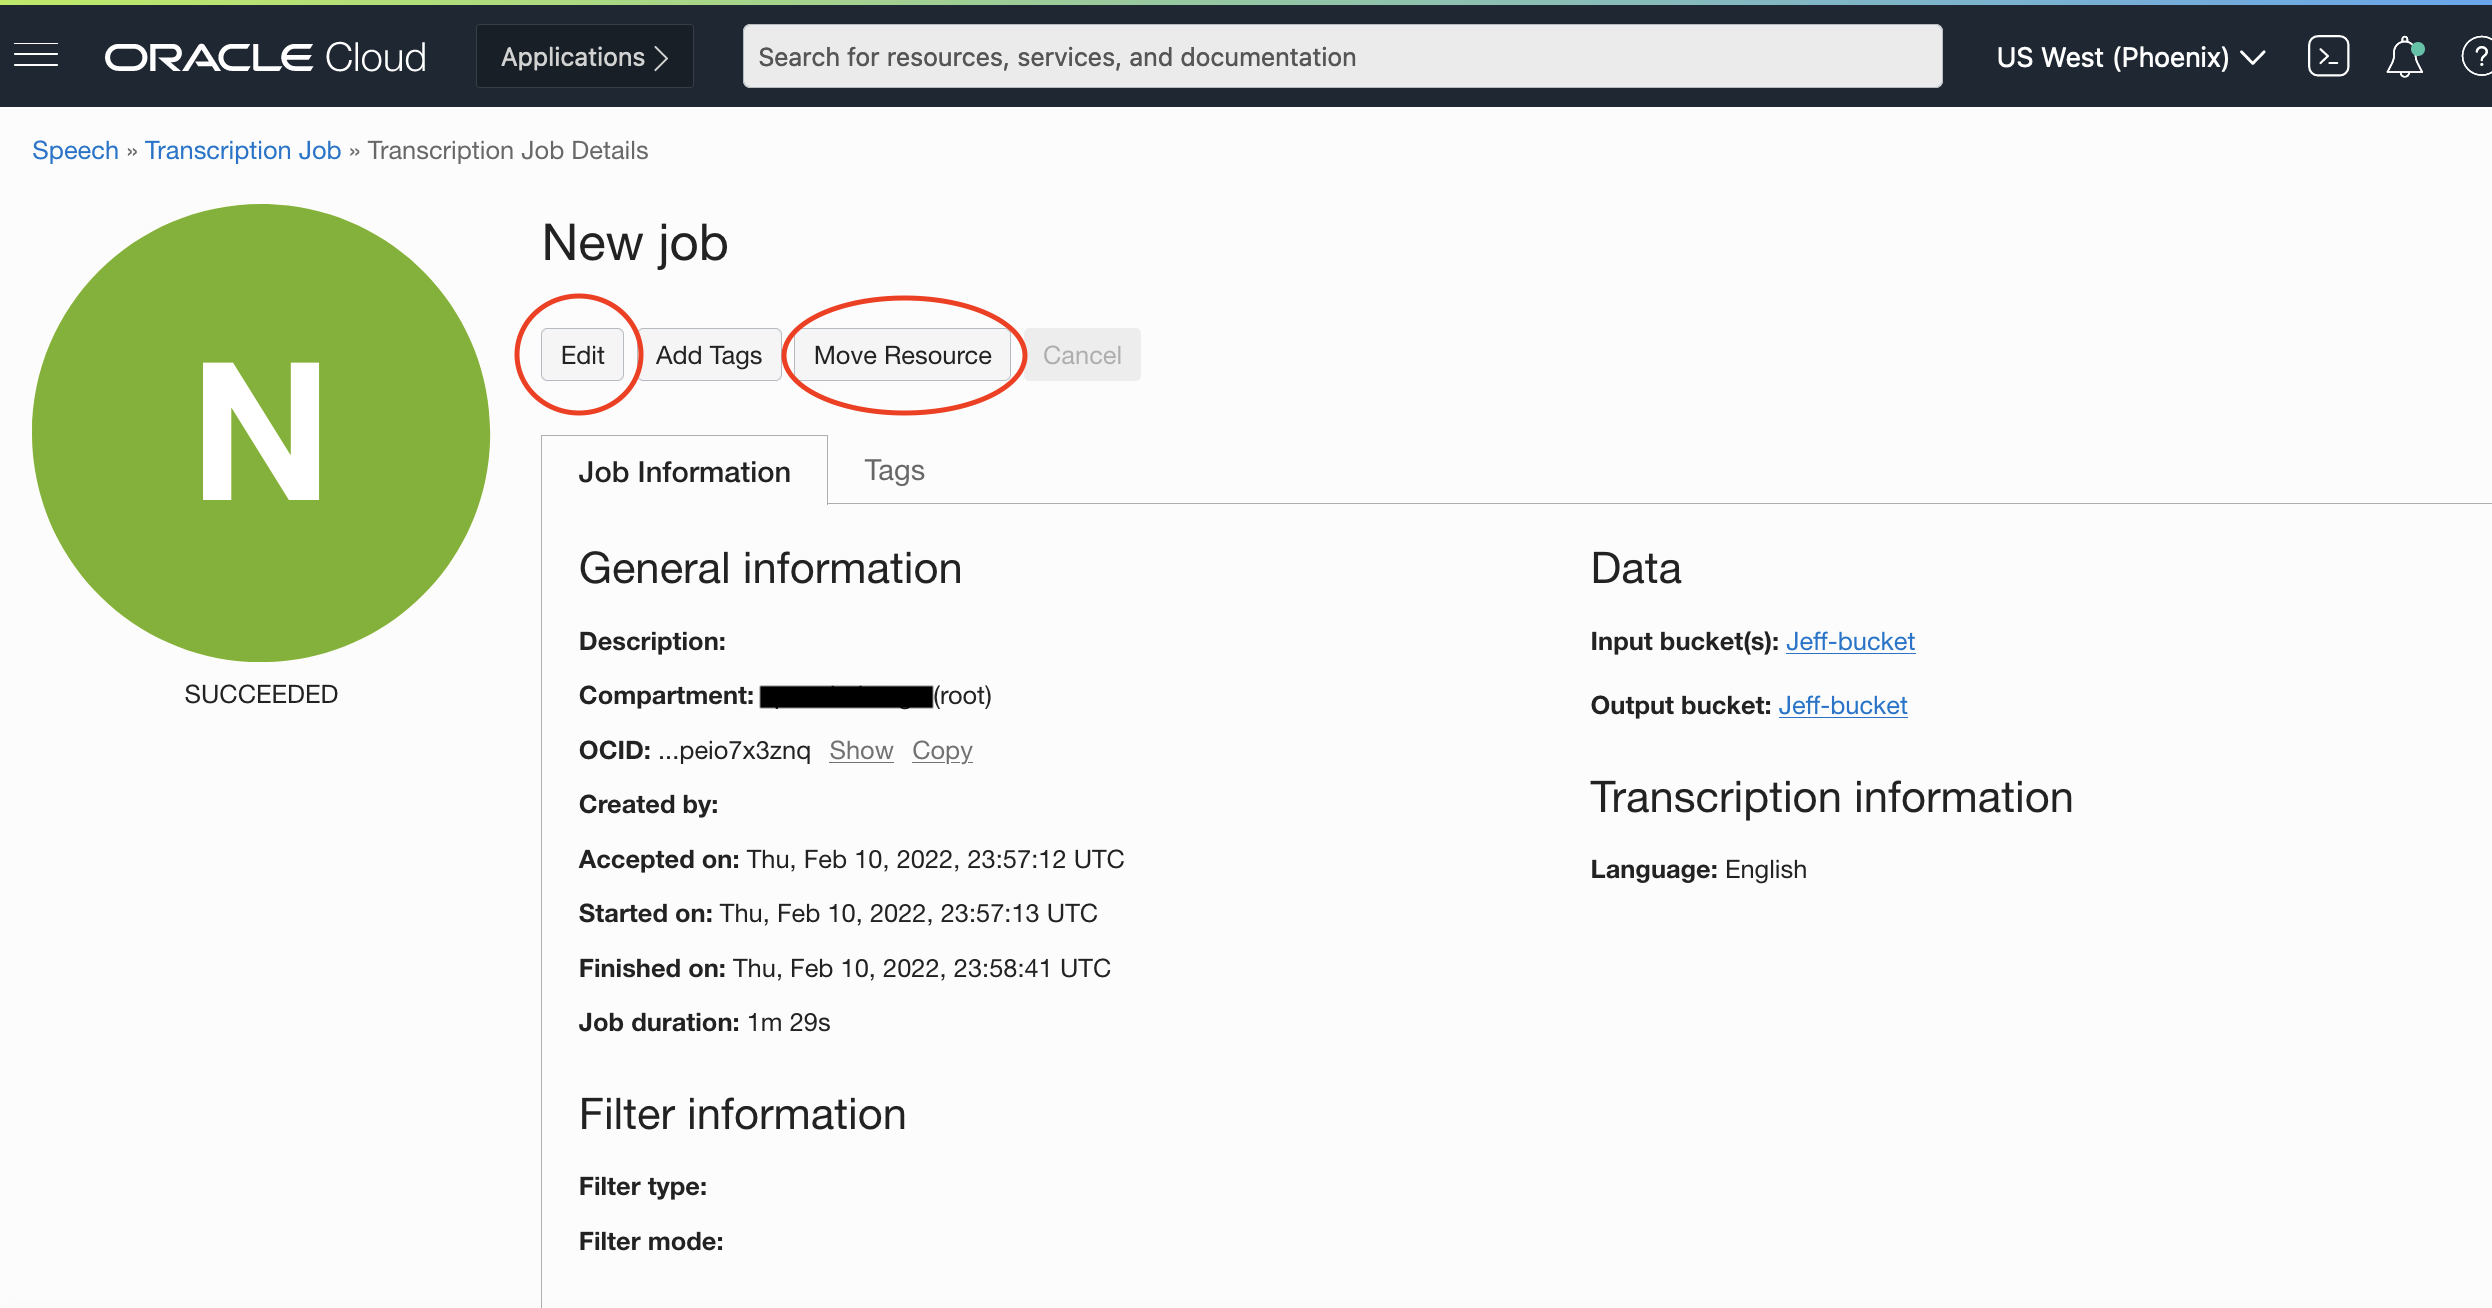 ORACLE Cloud
Applications
Search for resources, services, and documentation
US West (Phoenix)
?
Speech » Transcription Job » Transcription Job Details
N
SUCCEEDED
New job
Edit
Add Tags
Move Resource
Cancel
Job Information
Tags
General information
Description:
Compartment: (root)
OCID: ...peio7x3znq Show Copy
Created by:
Accepted on: Thu, Feb 10, 2022, 23:57:12 UTC
Started on: Thu, Feb 10, 2022, 23:57:13 UTC
Finished on: Thu, Feb 10, 2022, 23:58:41 UTC
Job duration: 1m 29s
Filter information
Filter type:
Filter mode:
Data
Input bucket(s): Jeff-bucket
Output bucket: Jeff-bucket
Transcription information
Language: English